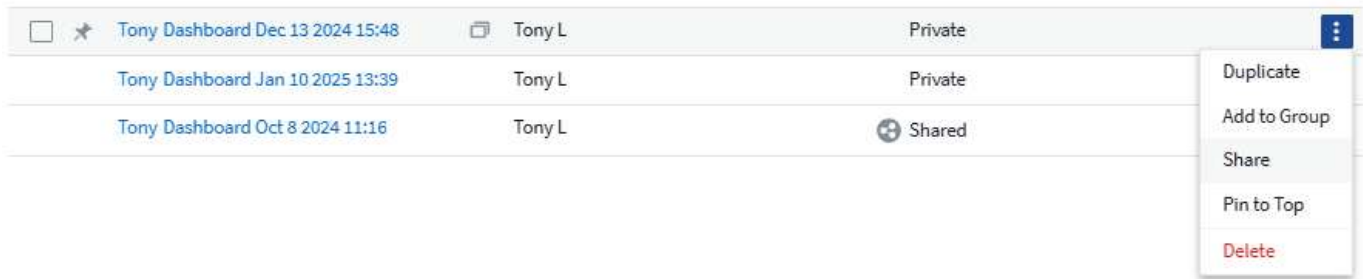 Tony Dashboard Dec 13 2024 15:48 Tony L Private
Tony Dashboard Jan 10 2025 13:39 Tony L Private
Tony Dashboard Oct 8 2024 11:16 Tony L Shared
Duplicate
Add to Group
Share
Pin to Top
Delete